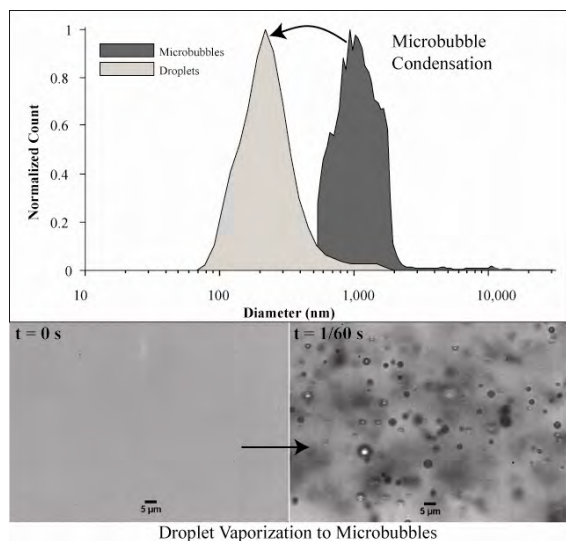 1
0.8
0.6
0.4
0.2
0
Normalized Count
Microbubbles
Droplets
Microbubble
Condensation
10
100
1,000
10,000
Diameter (nm)
t = 0 s
t = 1/60 s
5 µm
5 µm
Droplet Vaporization to Microbubbles